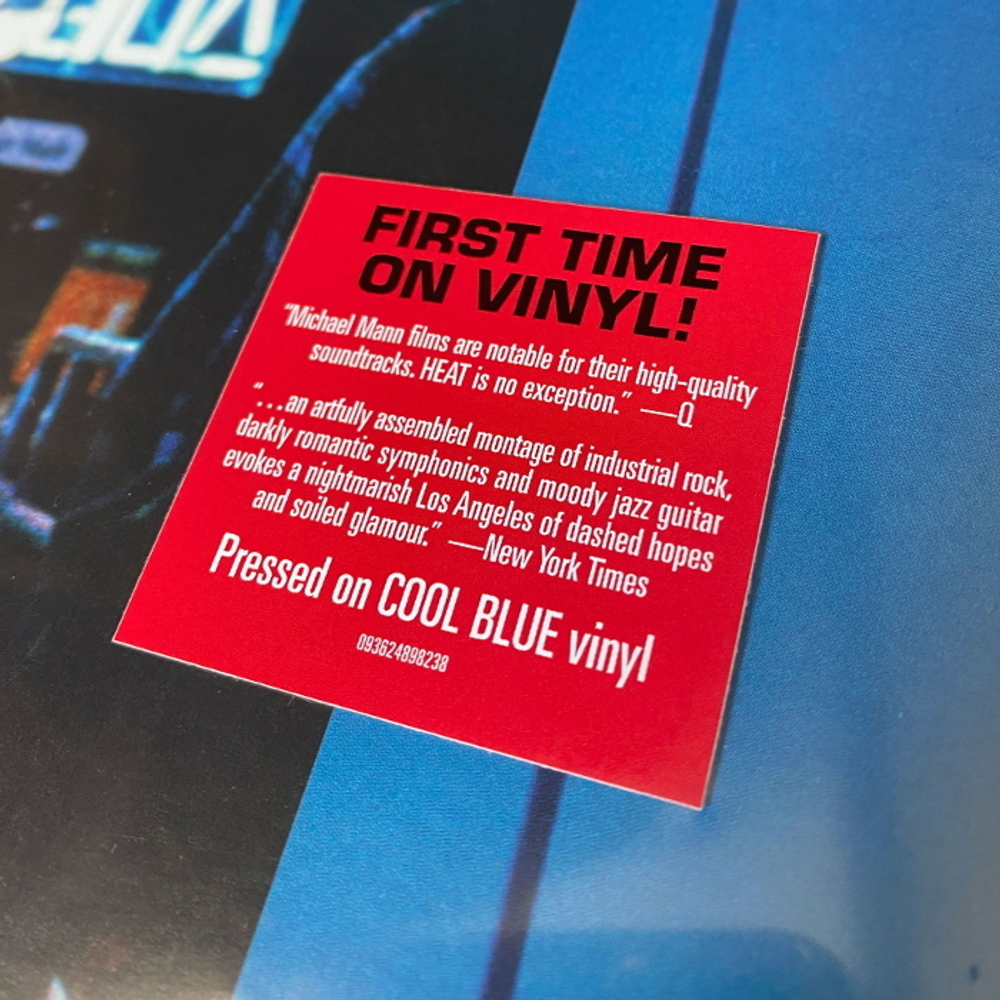 FIRST TIME
ON VINYL!
"Michael Mann films are notable for their high-quality
soundtracks. HEAT is no exception." —Q
"...an artfully assembled montage of industrial rock,
darkly romantic symphonics and moody jazz guitar
evokes a nightmarish Los Angeles of dashed hopes
and soiled glamour." —New York Times
Pressed on COOL BLUE vinyl
093624898238